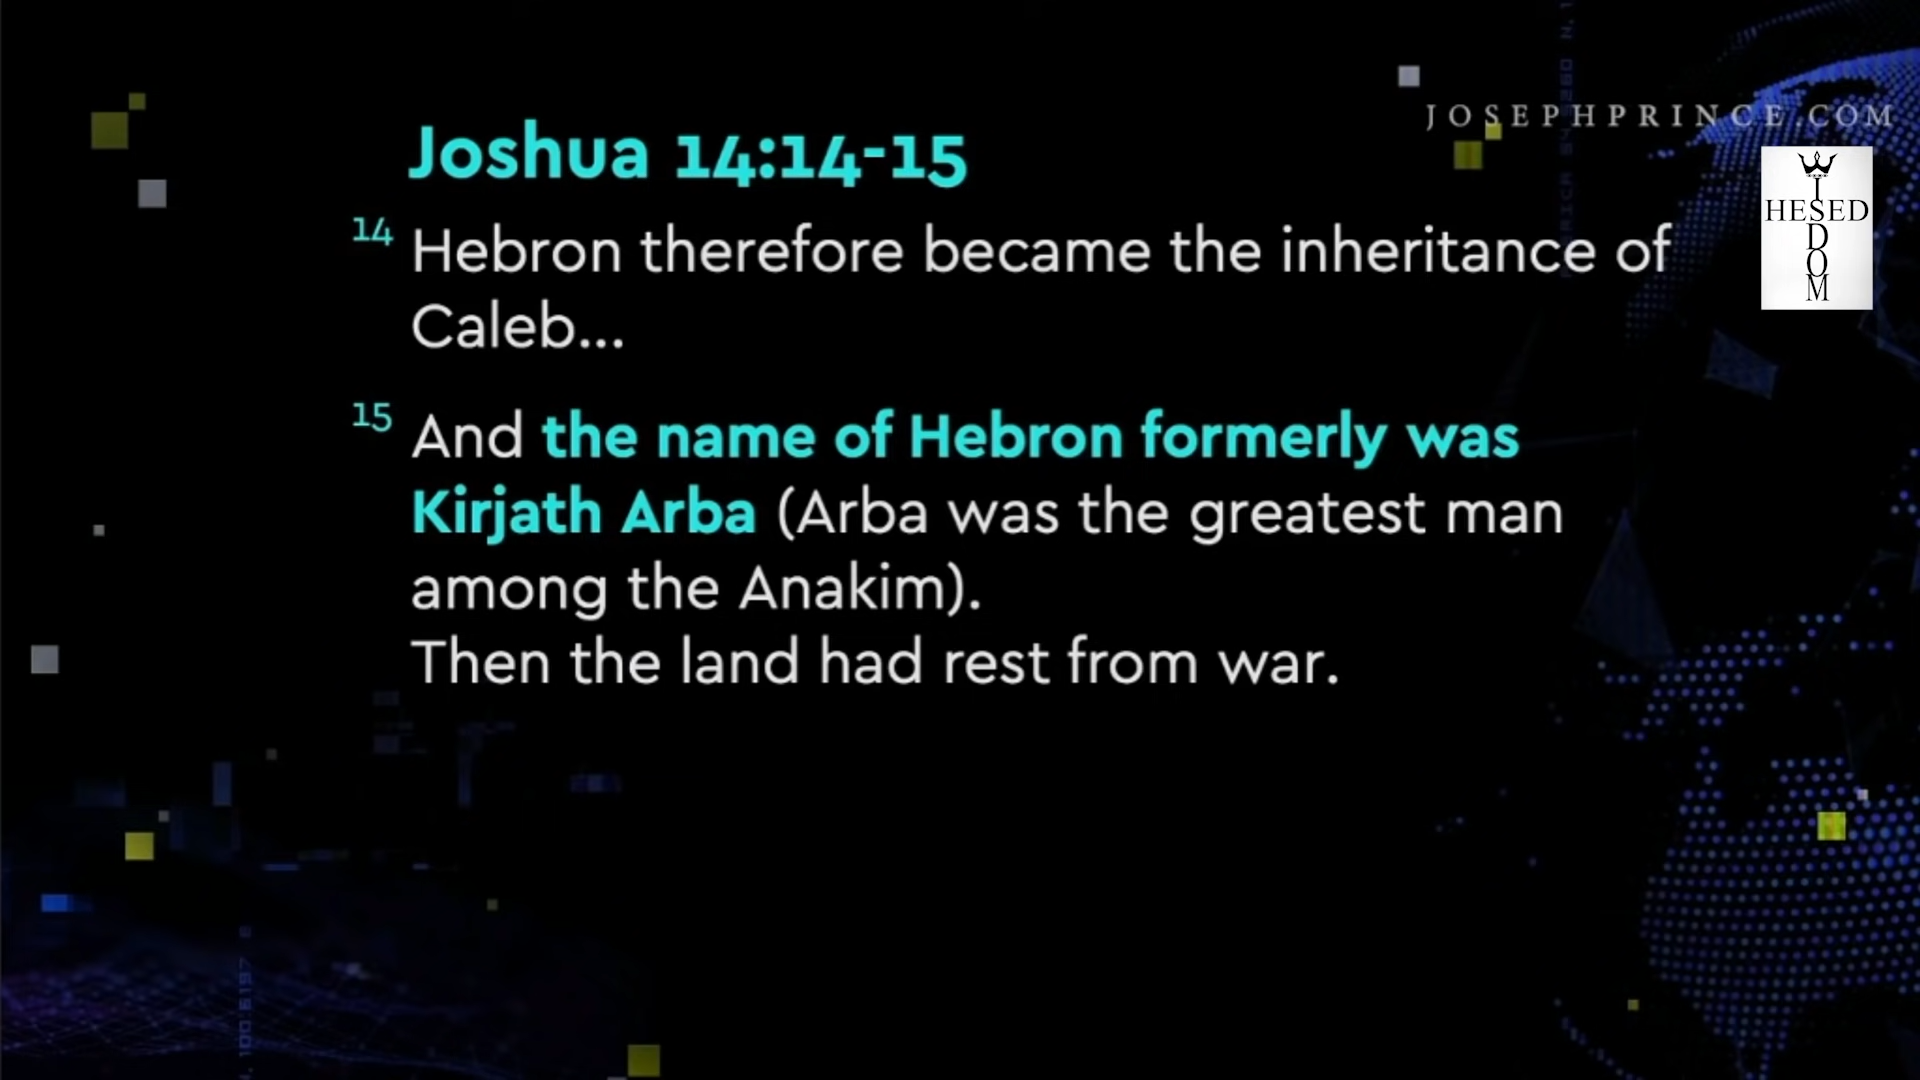 JOSEPHPRINCE.COM
HESED
WISDOM
Joshua 14:14-15
14 Hebron therefore became the inheritance of
Caleb...
15 And the name of Hebron formerly was
Kirjath Arba (Arba was the greatest man
among the Anakim).
Then the land had rest from war.